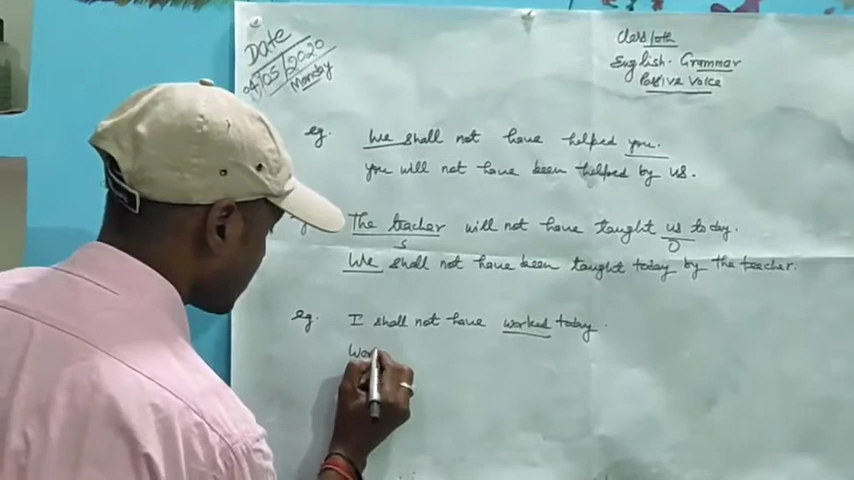 Date
04/05/2020
Monday
Class 10th
English Grammar
Passive Voice
eg. We shall not have helped you.
you will not have been helped by us.
The teacher will not have taught us today.
S O
We shall not have been taught today by the teacher.
eg. I shall not have worked today.
Wor